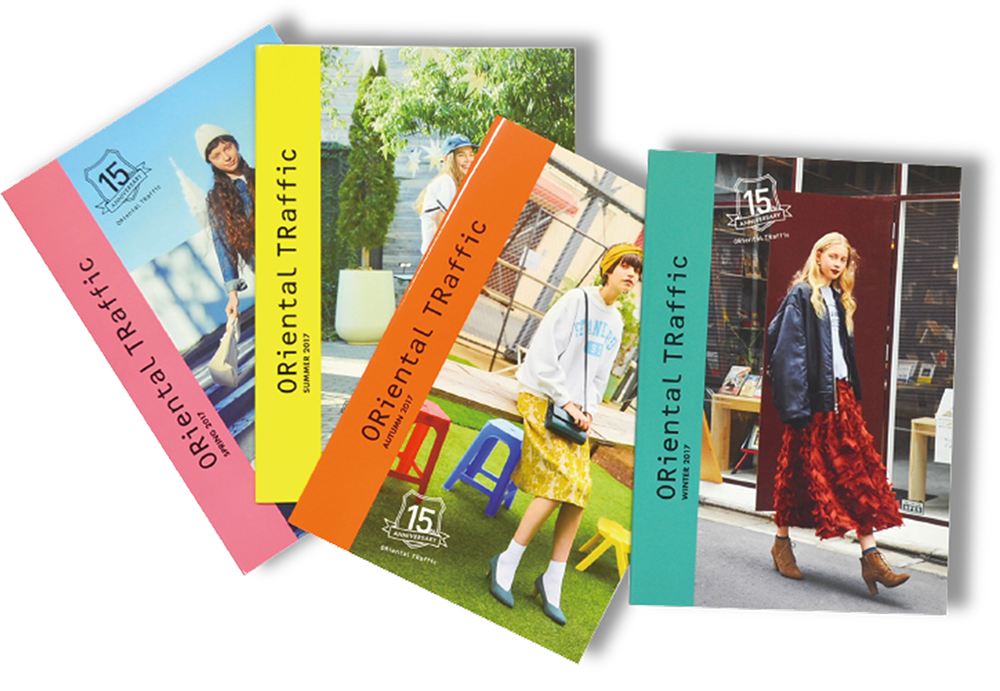 15
ANNIVERSARY
ORiental TRaffic
ORiental TRaffic
SPRING 2017
ORiental TRaffic
SUMMER 2017
ORiental TRaffic
AUTUMN 2017
15
ANNIVERSARY
ORiental TRaffic
15
ANNIVERSARY
ORiental TRaffic
ORiental TRaffic
WINTER 2017
OPEN